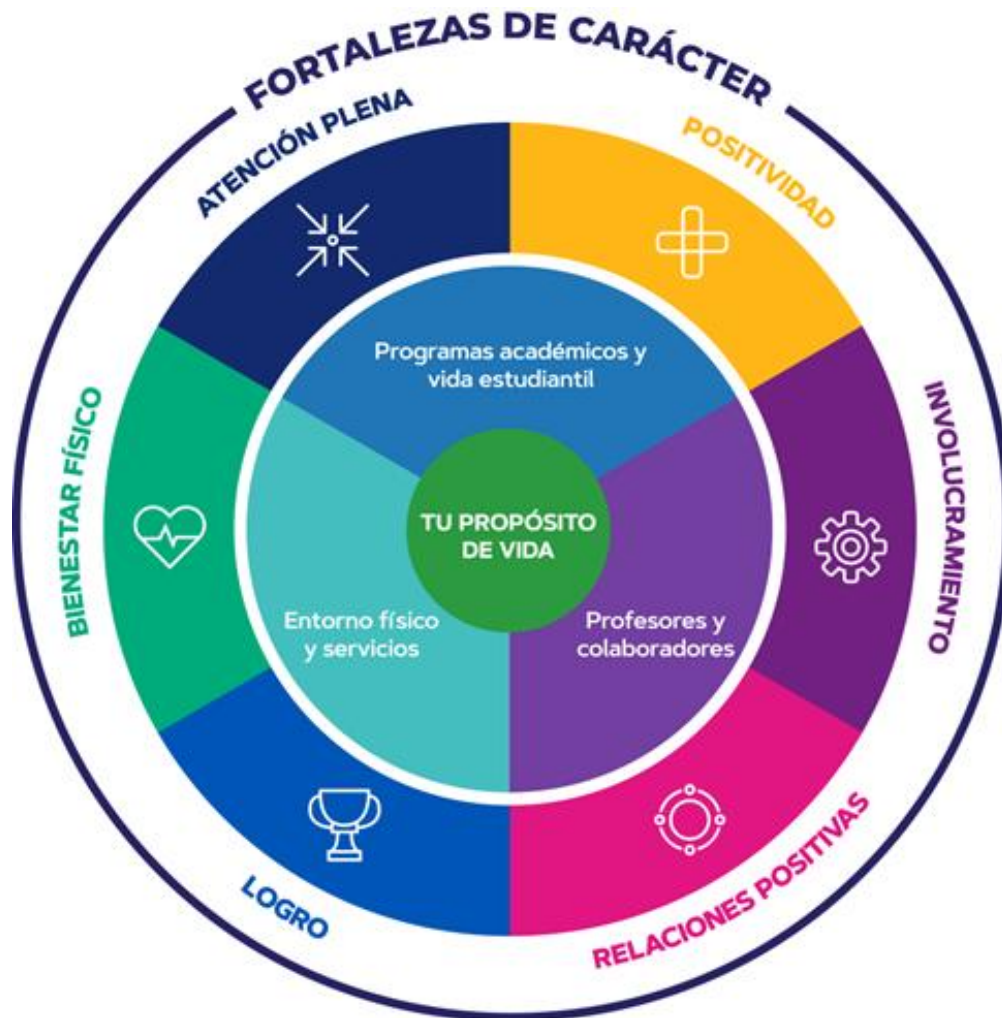 FORTALEZAS DE CARÁCTER
ATENCIÓN PLENA
POSITIVIDAD
INVOLUCRAMIENTO
RELACIONES POSITIVAS
LOGRO
BIENESTAR FÍSICO
Programas académicos y
vida estudiantil
TU PROPÓSITO
DE VIDA
Entorno físico
y servicios
Profesores y
colaboradores